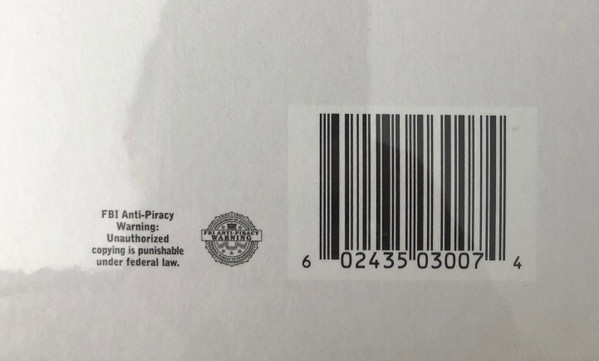 FBI Anti-Piracy
Warning:
Unauthorized
copying is punishable
under federal law.
FBI ANTI-PIRACY
WARNING
6 02435 03007 4